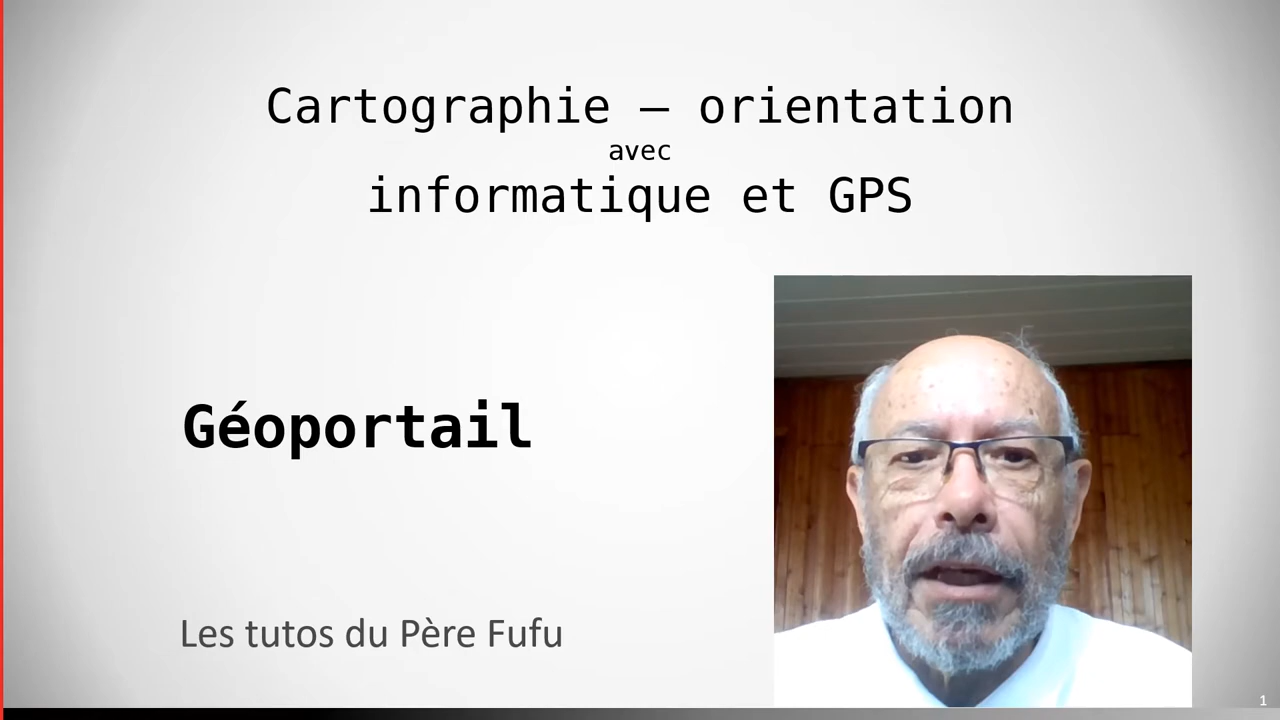 Cartographie – orientation
avec
informatique et GPS
Géoportail
Les tutos du Père Fufu
1